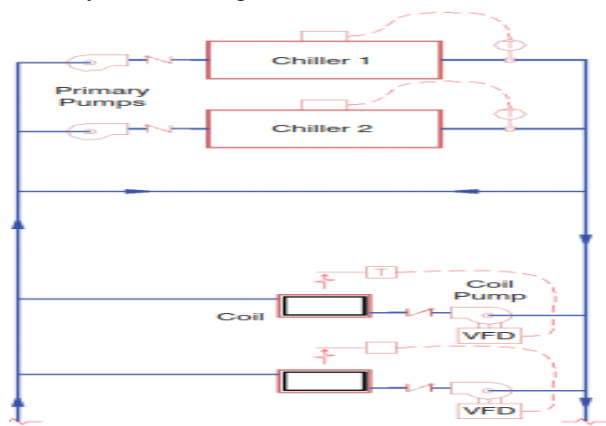 Chiller 1
Primary
Pumps
Chiller 2
T
Coil
Pump
Coil
VFD
VFD